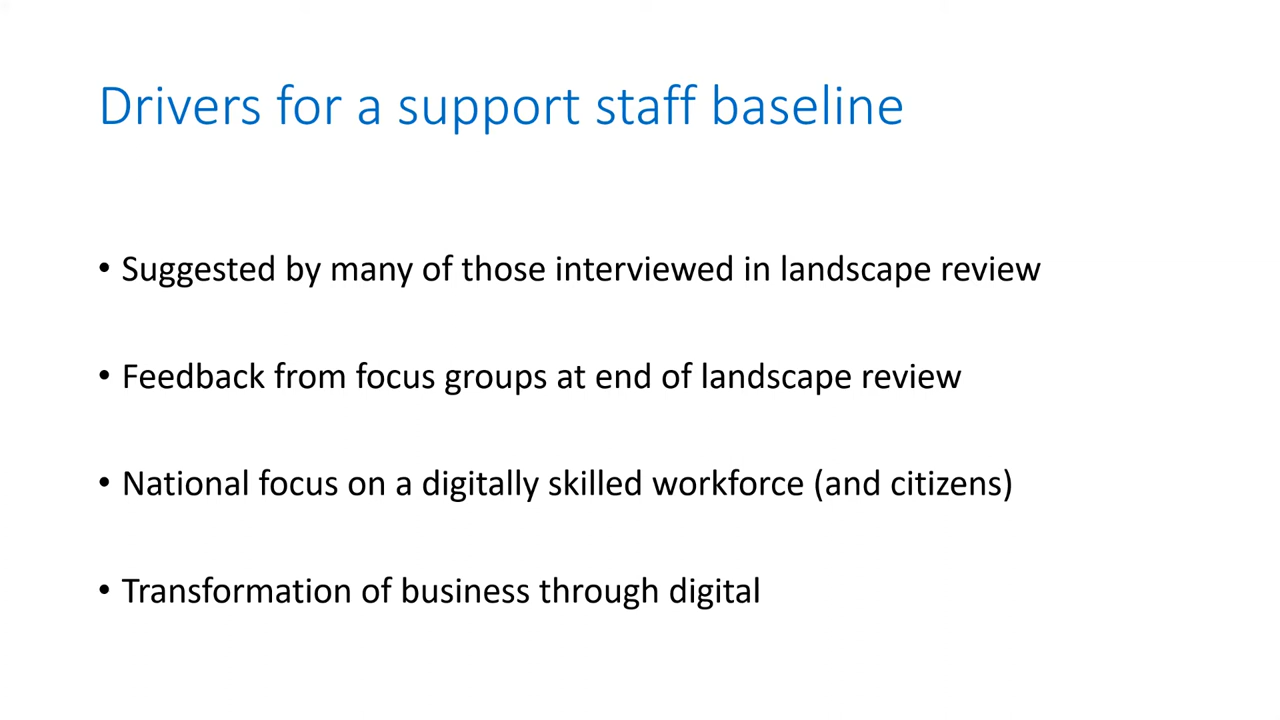 Drivers for a support staff baseline
• Suggested by many of those interviewed in landscape review
• Feedback from focus groups at end of landscape review
• National focus on a digitally skilled workforce (and citizens)
• Transformation of business through digital